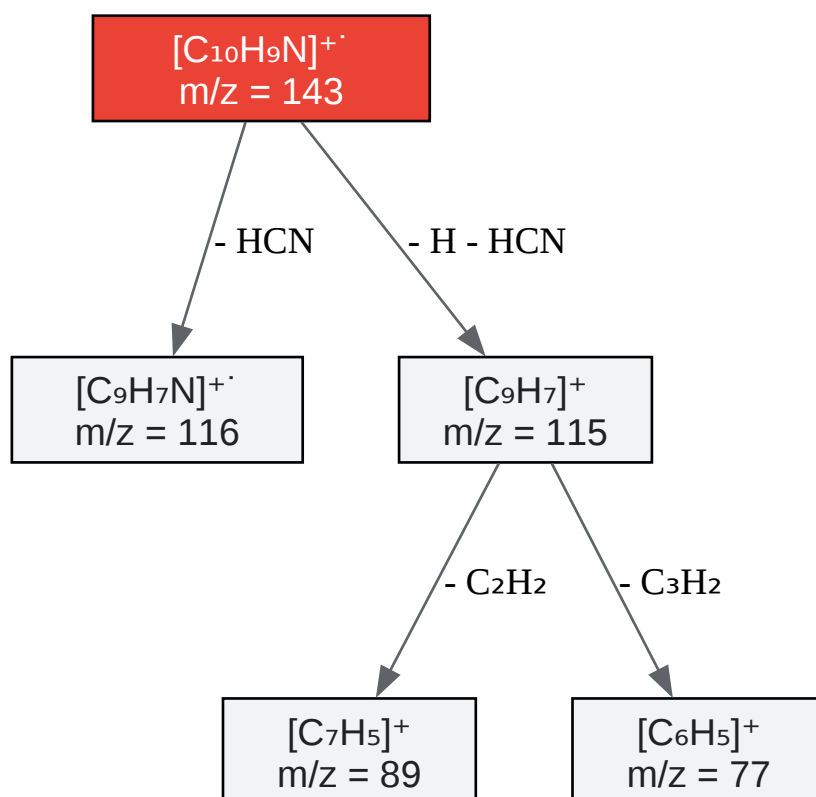 [C₁₀H₉N]⁺˙
m/z = 143
- HCN
- H - HCN
[C₉H₇N]⁺˙
m/z = 116
[C₉H₇]⁺
m/z = 115
- C₂H₂
- C₃H₂
[C₇H₅]⁺
m/z = 89
[C₆H₅]⁺
m/z = 77